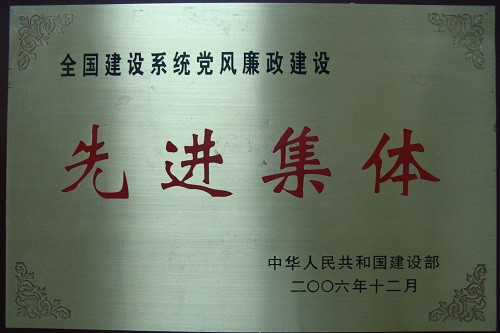 全国建设系统党风廉政建设
先进集体
中华人民共和国建设部
二〇〇六年十二月